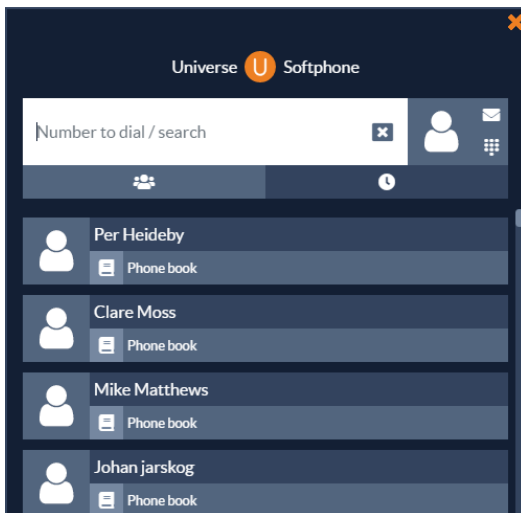 Universe U Softphone
Number to dial / search
Per Heideby
Phone book
Clare Moss
Phone book
Mike Matthews
Phone book
Johan jarskog
Phone book